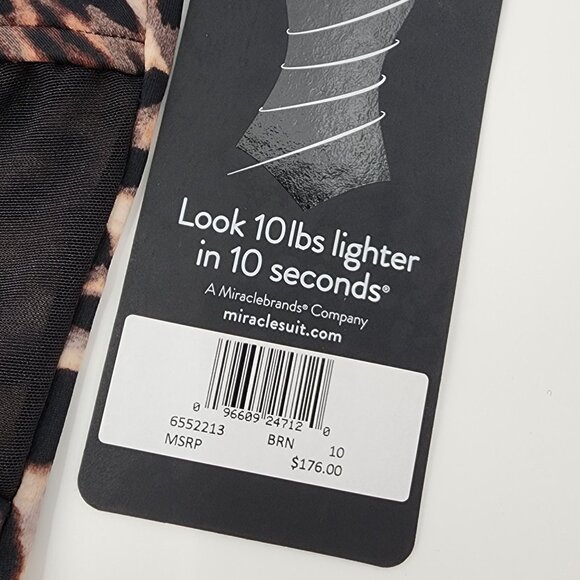 Look 10 lbs lighter
in 10 seconds®
A Miraclebrands® Company
miraclesuit.com
0 96609 24712 0
6552213 BRN 10
MSRP $176.00